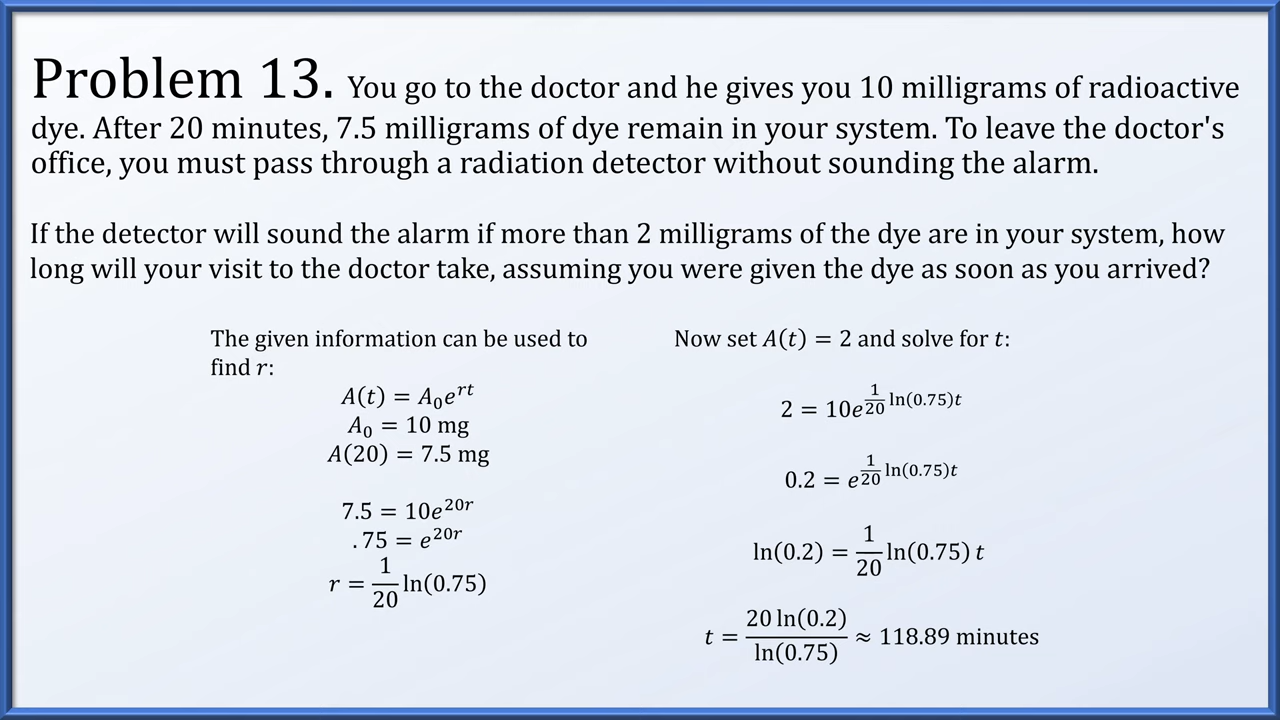 Problem 13. You go to the doctor and he gives you 10 milligrams of radioactive
dye. After 20 minutes, 7.5 milligrams of dye remain in your system. To leave the doctor's
office, you must pass through a radiation detector without sounding the alarm.
If the detector will sound the alarm if more than 2 milligrams of the dye are in your system, how
long will your visit to the doctor take, assuming you were given the dye as soon as you arrived?
The given information can be used to
find r:
A(t) = A₀e^{rt}
A₀ = 10 mg
A(20) = 7.5 mg
7.5 = 10e^{20r}
.75 = e^{20r}
r = \frac{1}{20} ln(0.75)
Now set A(t) = 2 and solve for t:
2 = 10e^{\frac{1}{20} ln(0.75)t}
0.2 = e^{\frac{1}{20} ln(0.75)t}
ln(0.2) = \frac{1}{20} ln(0.75) t
t = \frac{20 ln(0.2)}{ln(0.75)} ≈ 118.89 minutes